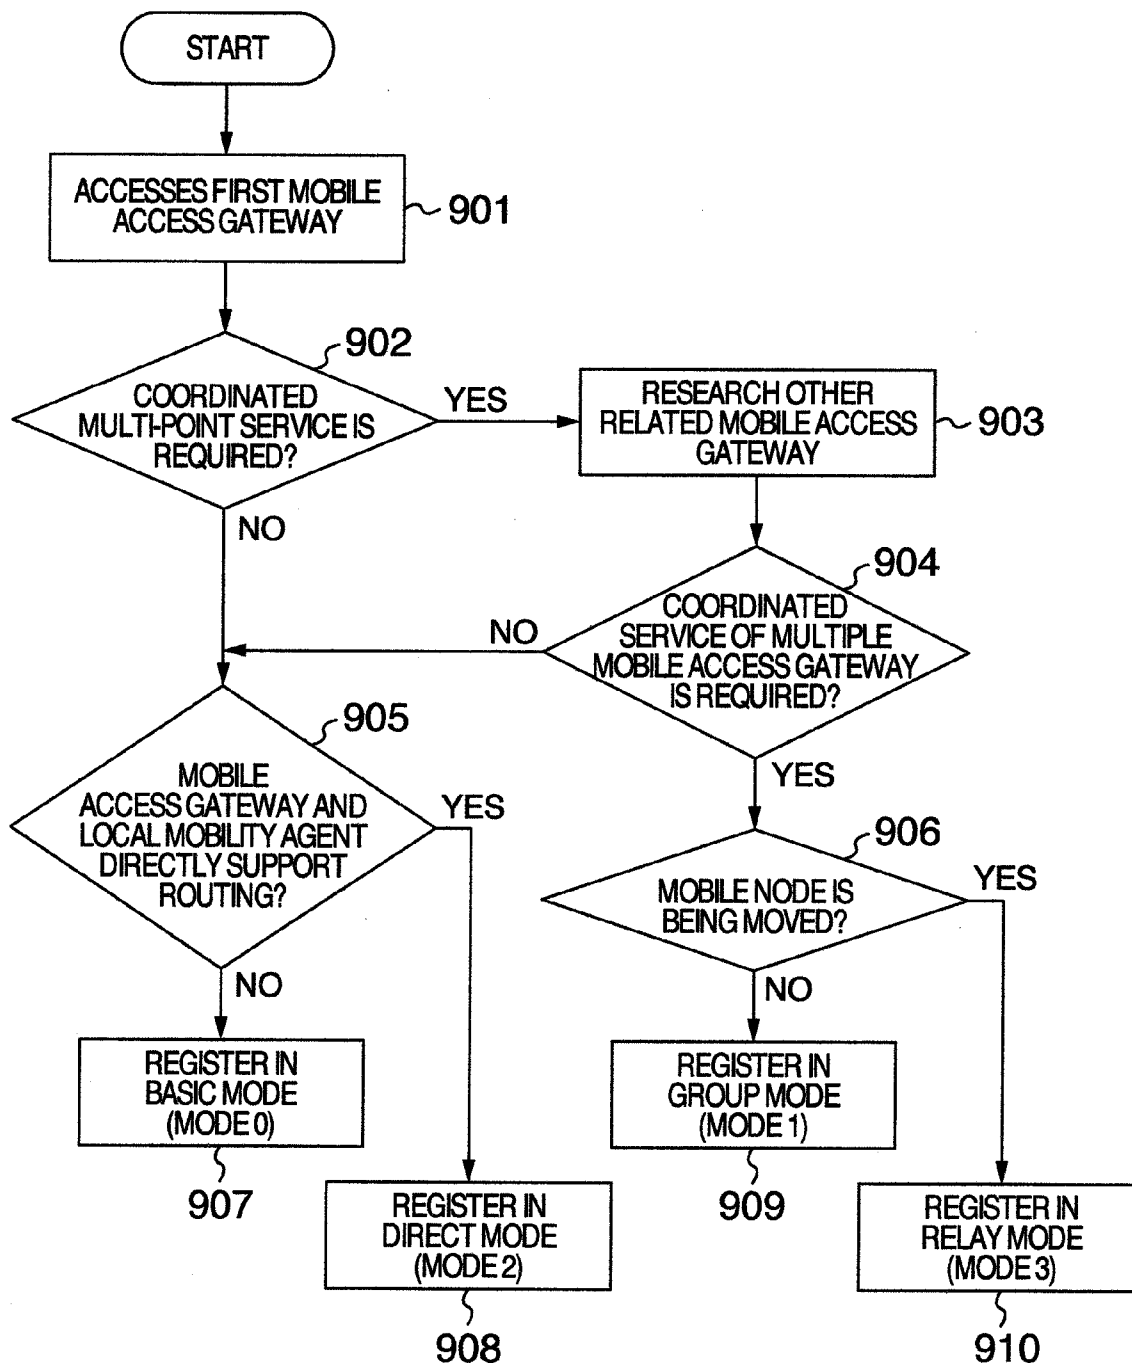 START
ACCESSES FIRST MOBILE
ACCESS GATEWAY
901
902
COORDINATED
MULTI-POINT SERVICE IS
REQUIRED?
YES
RESEARCH OTHER
RELATED MOBILE ACCESS
GATEWAY
903
NO
904
COORDINATED
SERVICE OF MULTIPLE
MOBILE ACCESS GATEWAY
IS REQUIRED?
NO
YES
905
MOBILE
ACCESS GATEWAY AND
LOCAL MOBILITY AGENT
DIRECTLY SUPPORT
ROUTING?
YES
NO
906
MOBILE NODE IS
BEING MOVED?
YES
NO
REGISTER IN
BASIC MODE
(MODE 0)
907
REGISTER IN
DIRECT MODE
(MODE 2)
908
REGISTER IN
GROUP MODE
(MODE 1)
909
REGISTER IN
RELAY MODE
(MODE 3)
910